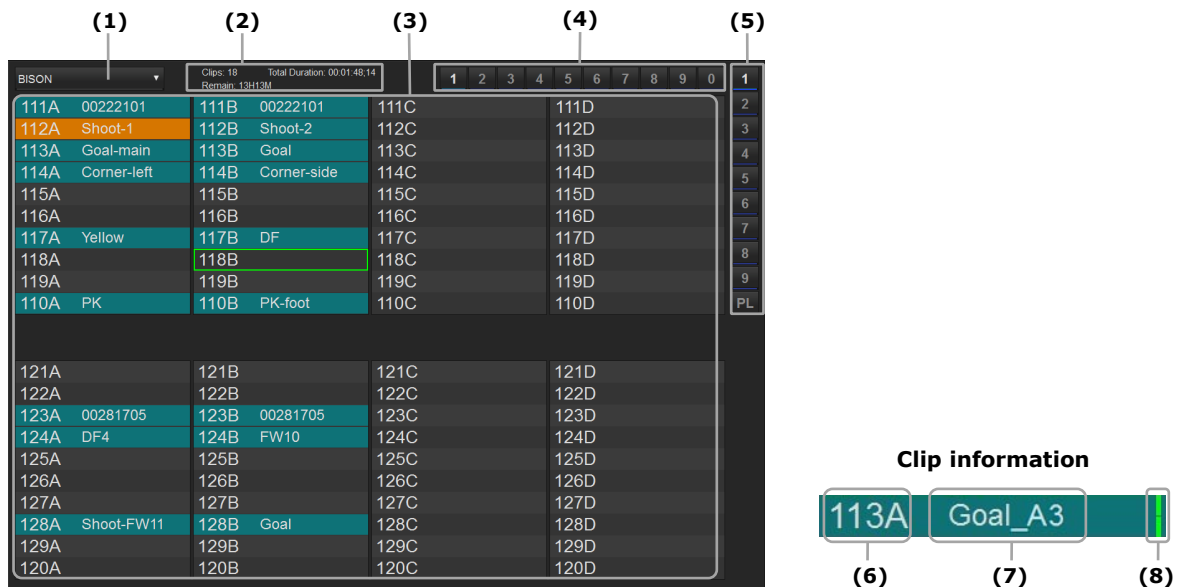 (1) (2) (3) (4) (5)
BISON ▼ Clips: 18 Total Duration: 00:01:48;14
Remain: 13H13M
1 2 3 4 5 6 7 8 9 0 1
111A 00222101 111B 00222101 111C 111D 2
112A Shoot-1 112B Shoot-2 112C 112D 3
113A Goal-main 113B Goal 113C 113D 4
114A Corner-left 114B Corner-side 114C 114D 5
115A 115B 115C 115D
116A 116B 116C 116D 6
117A Yellow 117B DF 117C 117D 7
118A 118B 118C 118D 8
119A 119B 119C 119D 9
110A PK 110B PK-foot 110C 110D PL
121A 121B 121C 121D
122A 122B 122C 122D
123A 00281705 123B 00281705 123C 123D
124A DF4 124B FW10 124C 124D
125A 125B 125C 125D
126A 126B 126C 126D
127A 127B 127C 127D
128A Shoot-FW11 128B Goal 128C 128D
129A 129B 129C 129D
120A 120B 120C 120D
Clip information
113A Goal_A3
(6) (7) (8)